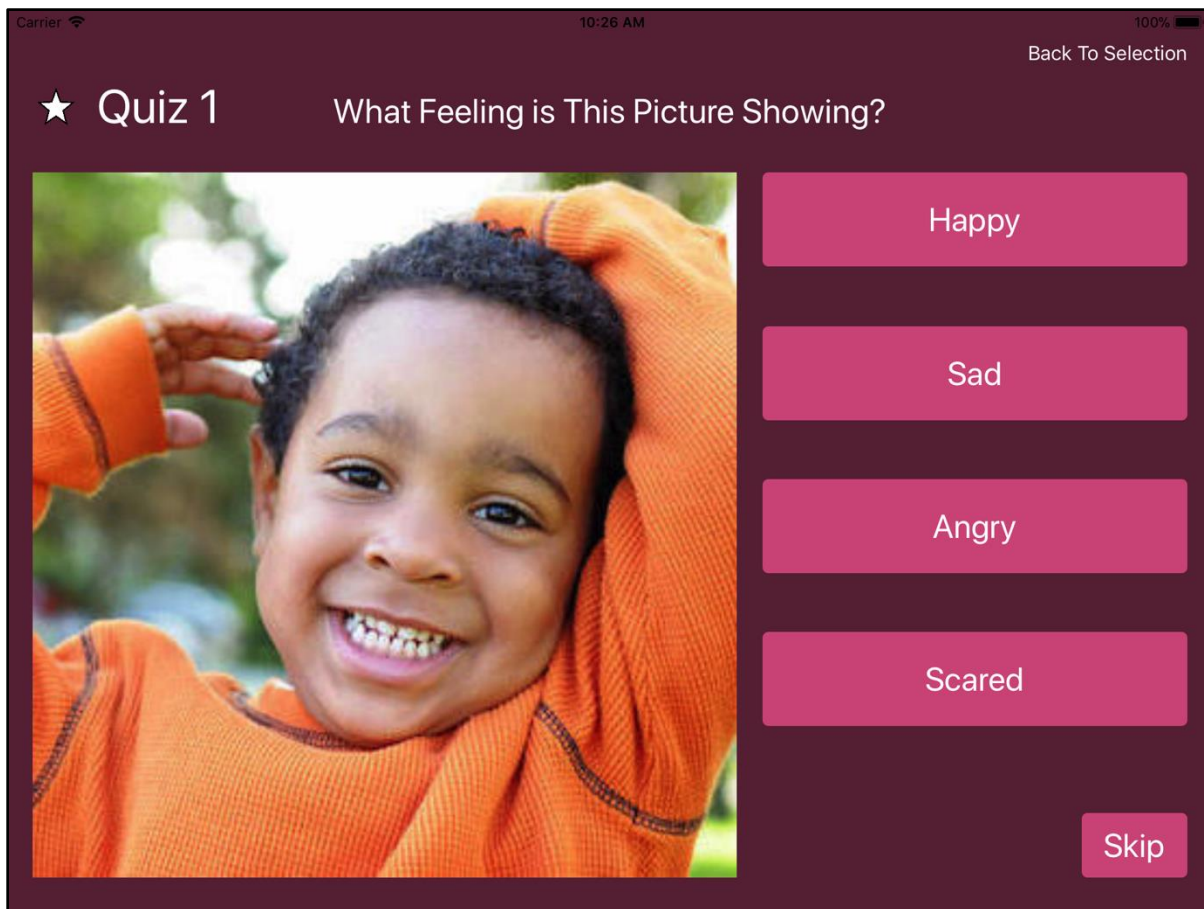 Carrier
10:26 AM
100%
Back To Selection
Quiz 1
What Feeling is This Picture Showing?
Happy
Sad
Angry
Scared
Skip